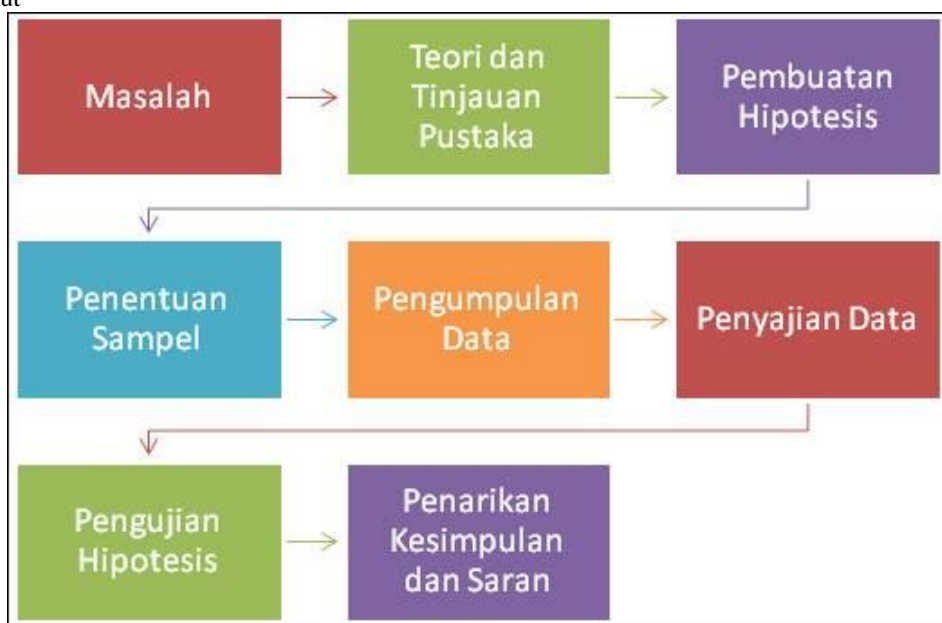 Masalah
Teori dan
Tinjauan
Pustaka
Pembuatan
Hipotesis
Penentuan
Sampel
Pengumpulan
Data
Penyajian Data
Pengujian
Hipotesis
Penarikan
Kesimpulan
dan Saran